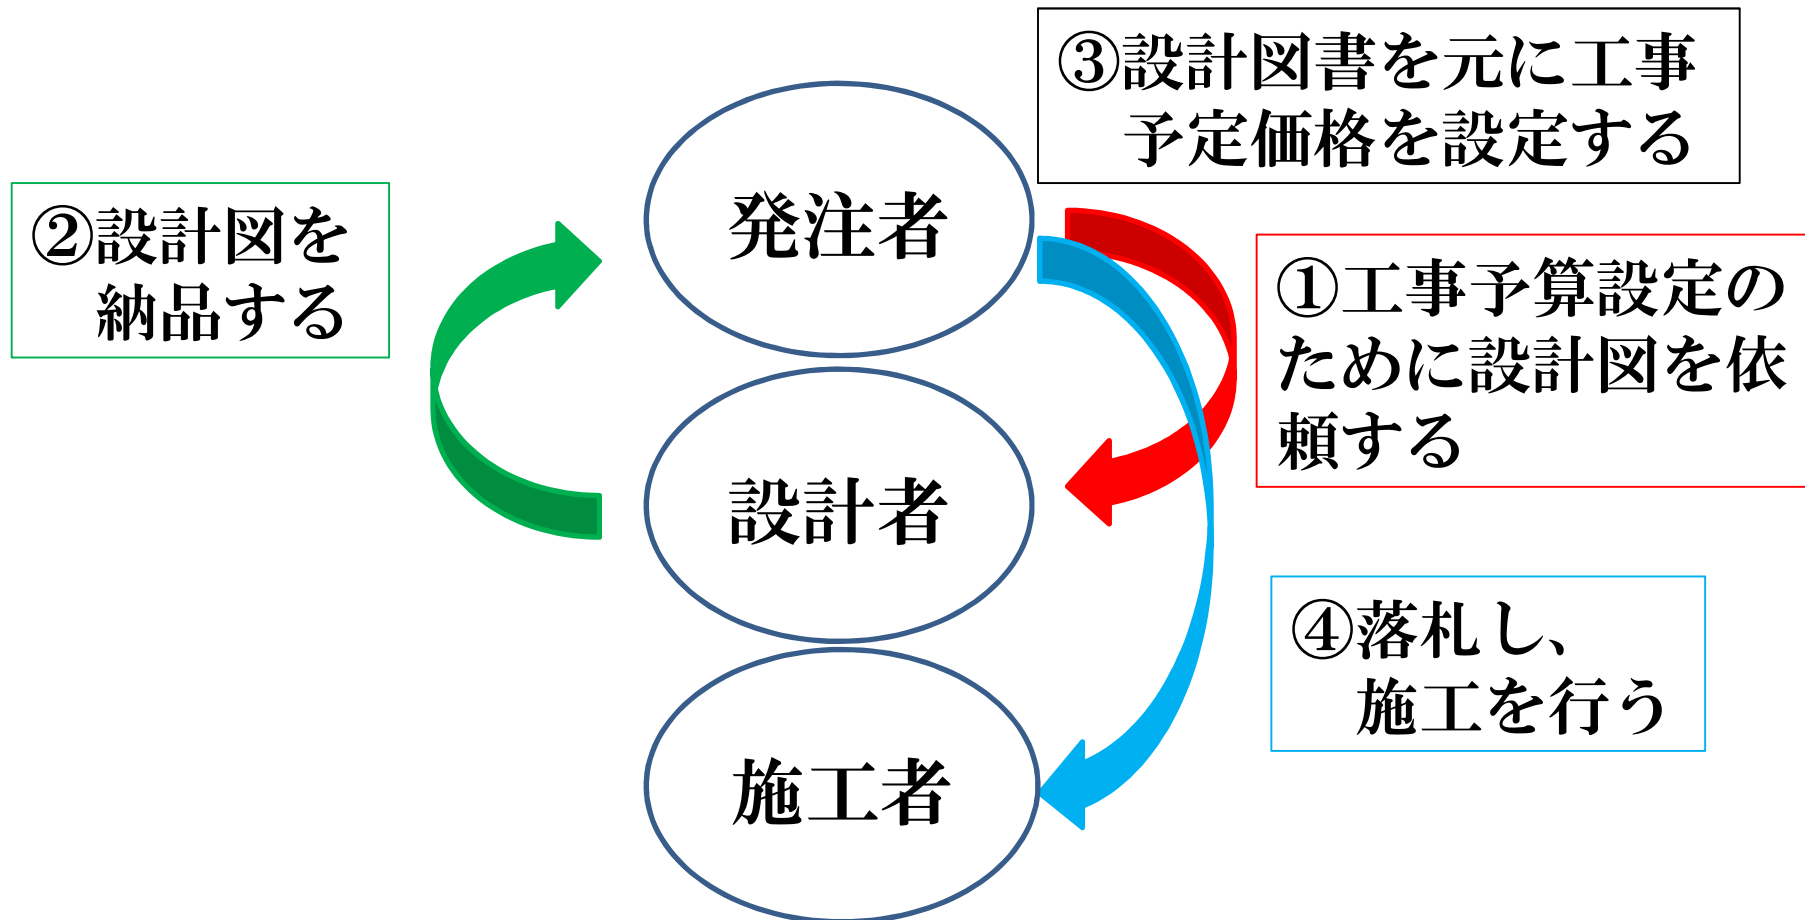 ③設計図書を元に工事
予定価格を設定する
発注者
②設計図を
納品する
①工事予算設定の
ために設計図を依
頼する
設計者
④落札し、
施工を行う
施工者